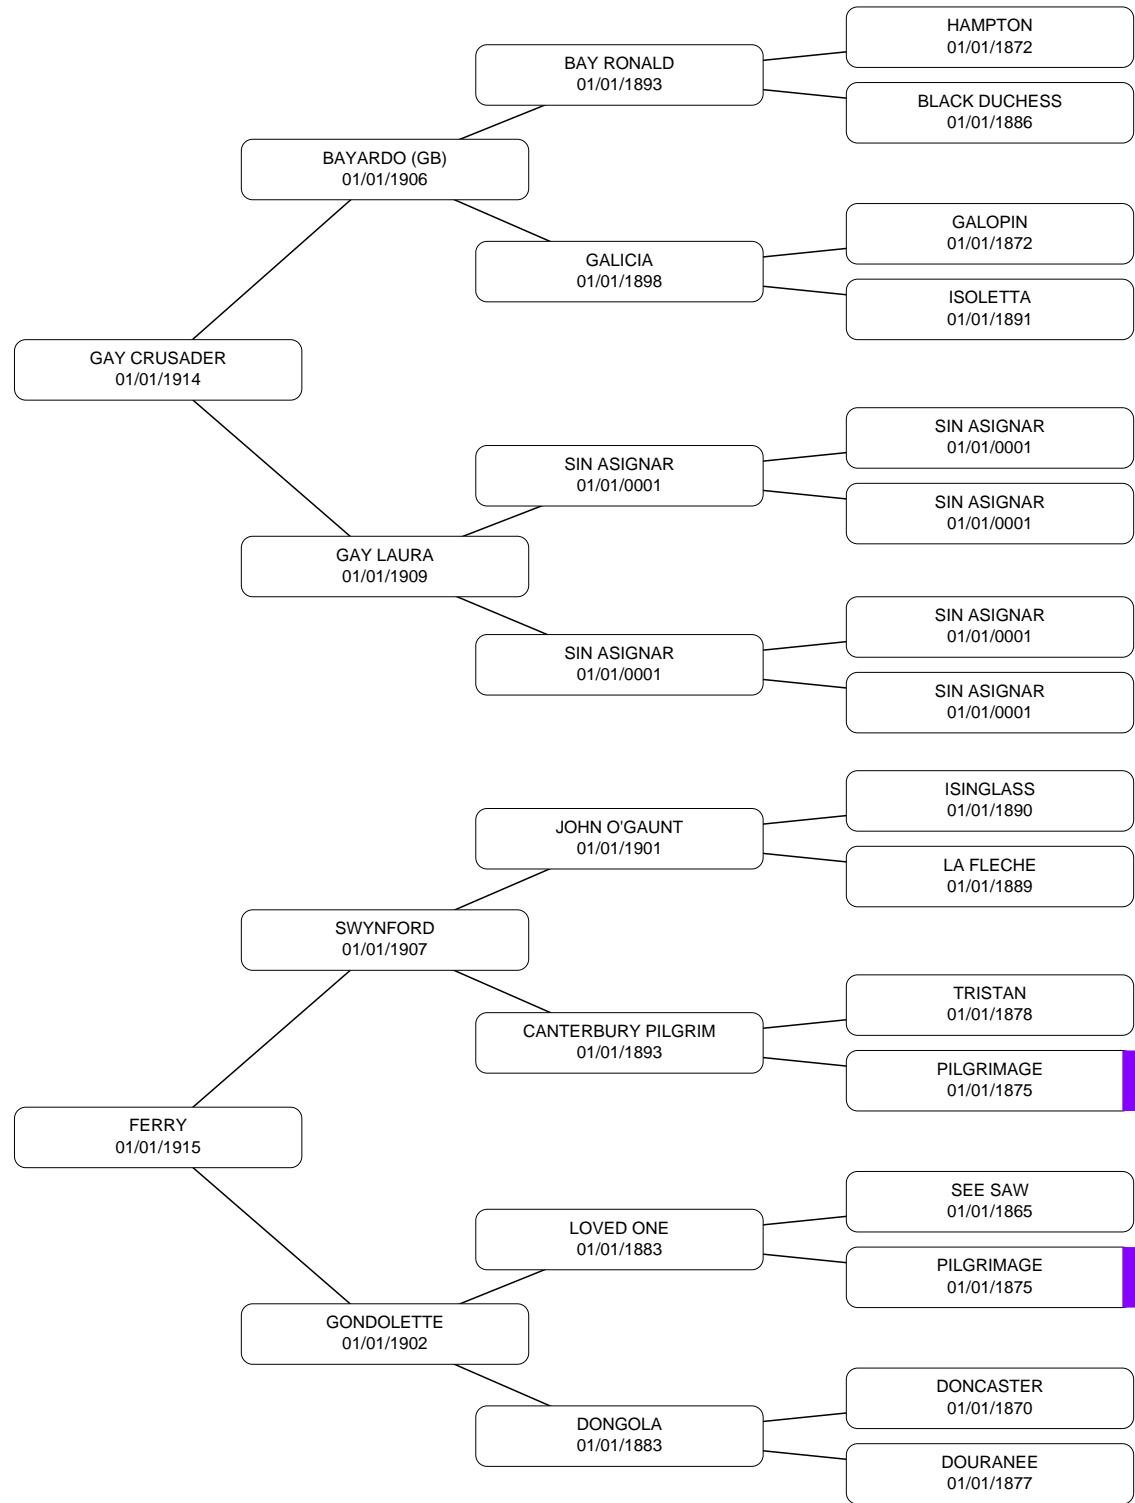 HAMPTON
01/01/1872
BAY RONALD
01/01/1893
BLACK DUCHESS
01/01/1886
BAYARDO (GB)
01/01/1906
GALOPIN
01/01/1872
GALICIA
01/01/1898
ISOLETTA
01/01/1891
GAY CRUSADER
01/01/1914
SIN ASIGNAR
01/01/0001
SIN ASIGNAR
01/01/0001
SIN ASIGNAR
01/01/0001
GAY LAURA
01/01/1909
SIN ASIGNAR
01/01/0001
SIN ASIGNAR
01/01/0001
SIN ASIGNAR
01/01/0001
ISINGLASS
01/01/1890
JOHN O'GAUNT
01/01/1901
LA FLECHE
01/01/1889
SWYNFORD
01/01/1907
TRISTAN
01/01/1878
CANTERBURY PILGRIM
01/01/1893
PILGRIMAGE
01/01/1875
FERRY
01/01/1915
SEE SAW
01/01/1865
LOVED ONE
01/01/1883
PILGRIMAGE
01/01/1875
GONDOLETTE
01/01/1902
DONCASTER
01/01/1870
DONGOLA
01/01/1883
DOURANEE
01/01/1877